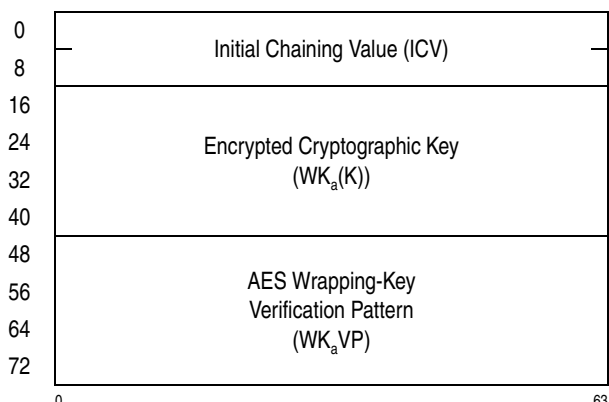 0
Initial Chaining Value (ICV)
8
16
24
Encrypted Cryptographic Key
32
(WKₐ(K))
40
48
AES Wrapping-Key
56
Verification Pattern
64
(WKₐVP)
72
0 63